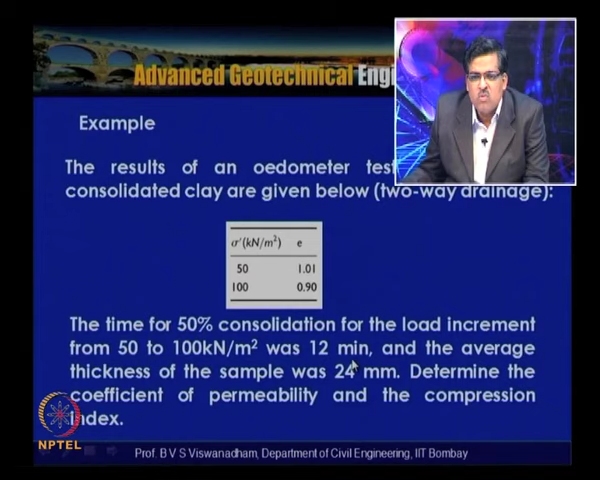 Advanced Geotechnical Engi
Example
The results of an oedometer test
consolidated clay are given below (two-way drainage):
σ'(kN/m²) e
50 1.01
100 0.90
The time for 50% consolidation for the load increment
from 50 to 100kN/m² was 12 min, and the average
thickness of the sample was 24 mm. Determine the
coefficient of permeability and the compression
index.
NPTEL
Prof. B V S Viswanadham, Department of Civil Engineering, IIT Bombay